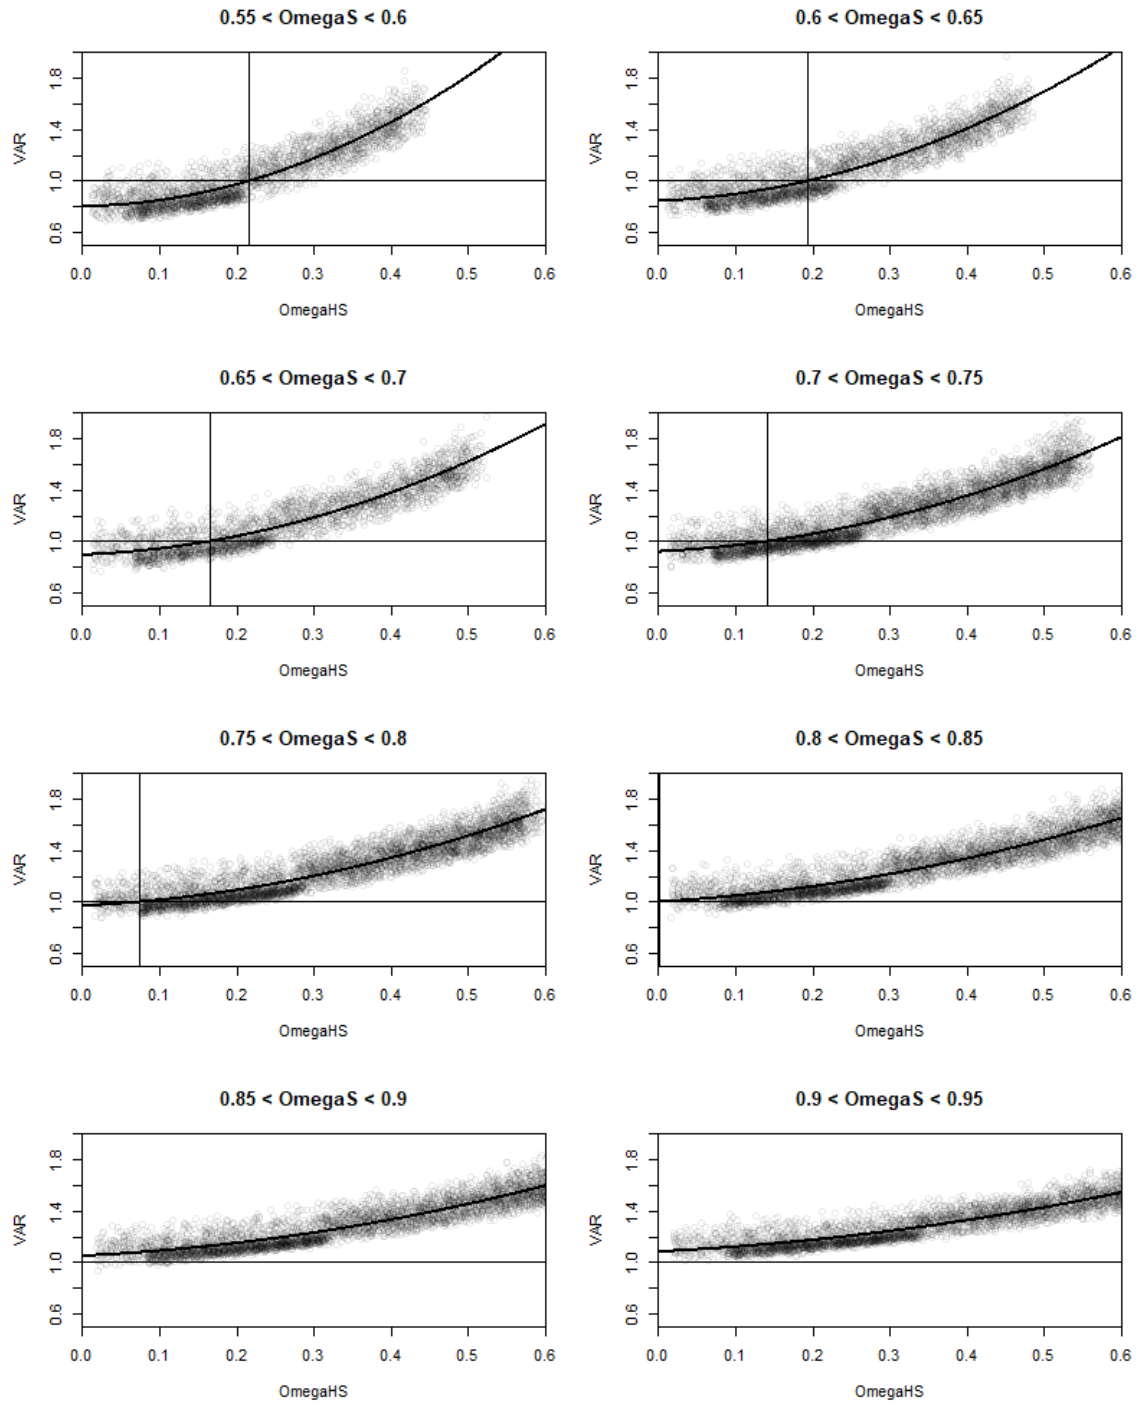 0.55 < OmegaS < 0.6
VAR
0.6 1.0 1.4 1.8
0.0 0.1 0.2 0.3 0.4 0.5 0.6
OmegaHS
0.6 < OmegaS < 0.65
VAR
0.6 1.0 1.4 1.8
0.0 0.1 0.2 0.3 0.4 0.5 0.6
OmegaHS
0.65 < OmegaS < 0.7
VAR
0.6 1.0 1.4 1.8
0.0 0.1 0.2 0.3 0.4 0.5 0.6
OmegaHS
0.7 < OmegaS < 0.75
VAR
0.6 1.0 1.4 1.8
0.0 0.1 0.2 0.3 0.4 0.5 0.6
OmegaHS
0.75 < OmegaS < 0.8
VAR
0.6 1.0 1.4 1.8
0.0 0.1 0.2 0.3 0.4 0.5 0.6
OmegaHS
0.8 < OmegaS < 0.85
VAR
0.6 1.0 1.4 1.8
0.0 0.1 0.2 0.3 0.4 0.5 0.6
OmegaHS
0.85 < OmegaS < 0.9
VAR
0.6 1.0 1.4 1.8
0.0 0.1 0.2 0.3 0.4 0.5 0.6
OmegaHS
0.9 < OmegaS < 0.95
VAR
0.6 1.0 1.4 1.8
0.0 0.1 0.2 0.3 0.4 0.5 0.6
OmegaHS